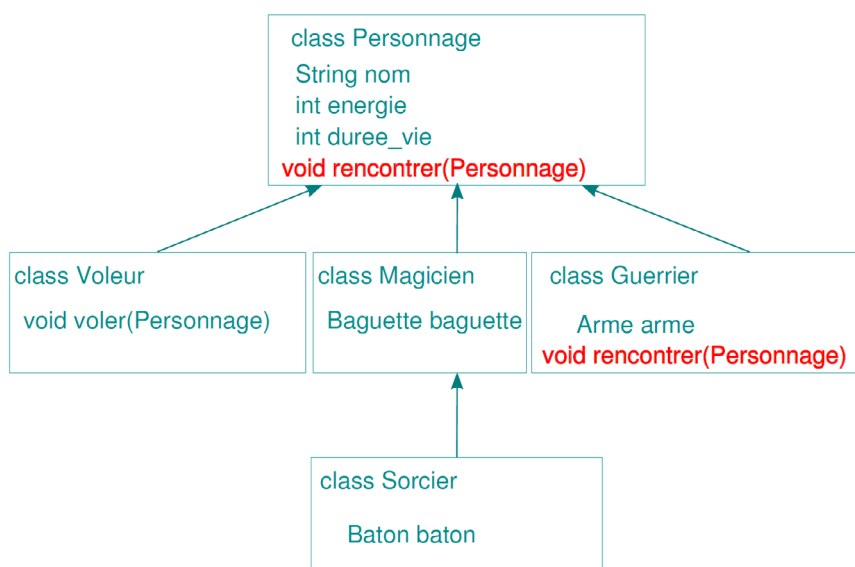 class Personnage
String nom
int energie
int duree_vie
void rencontrer(Personnage)
class Voleur
void voler(Personnage)
class Magicien
Baguette baguette
class Guerrier
Arme arme
void rencontrer(Personnage)
class Sorcier
Baton baton